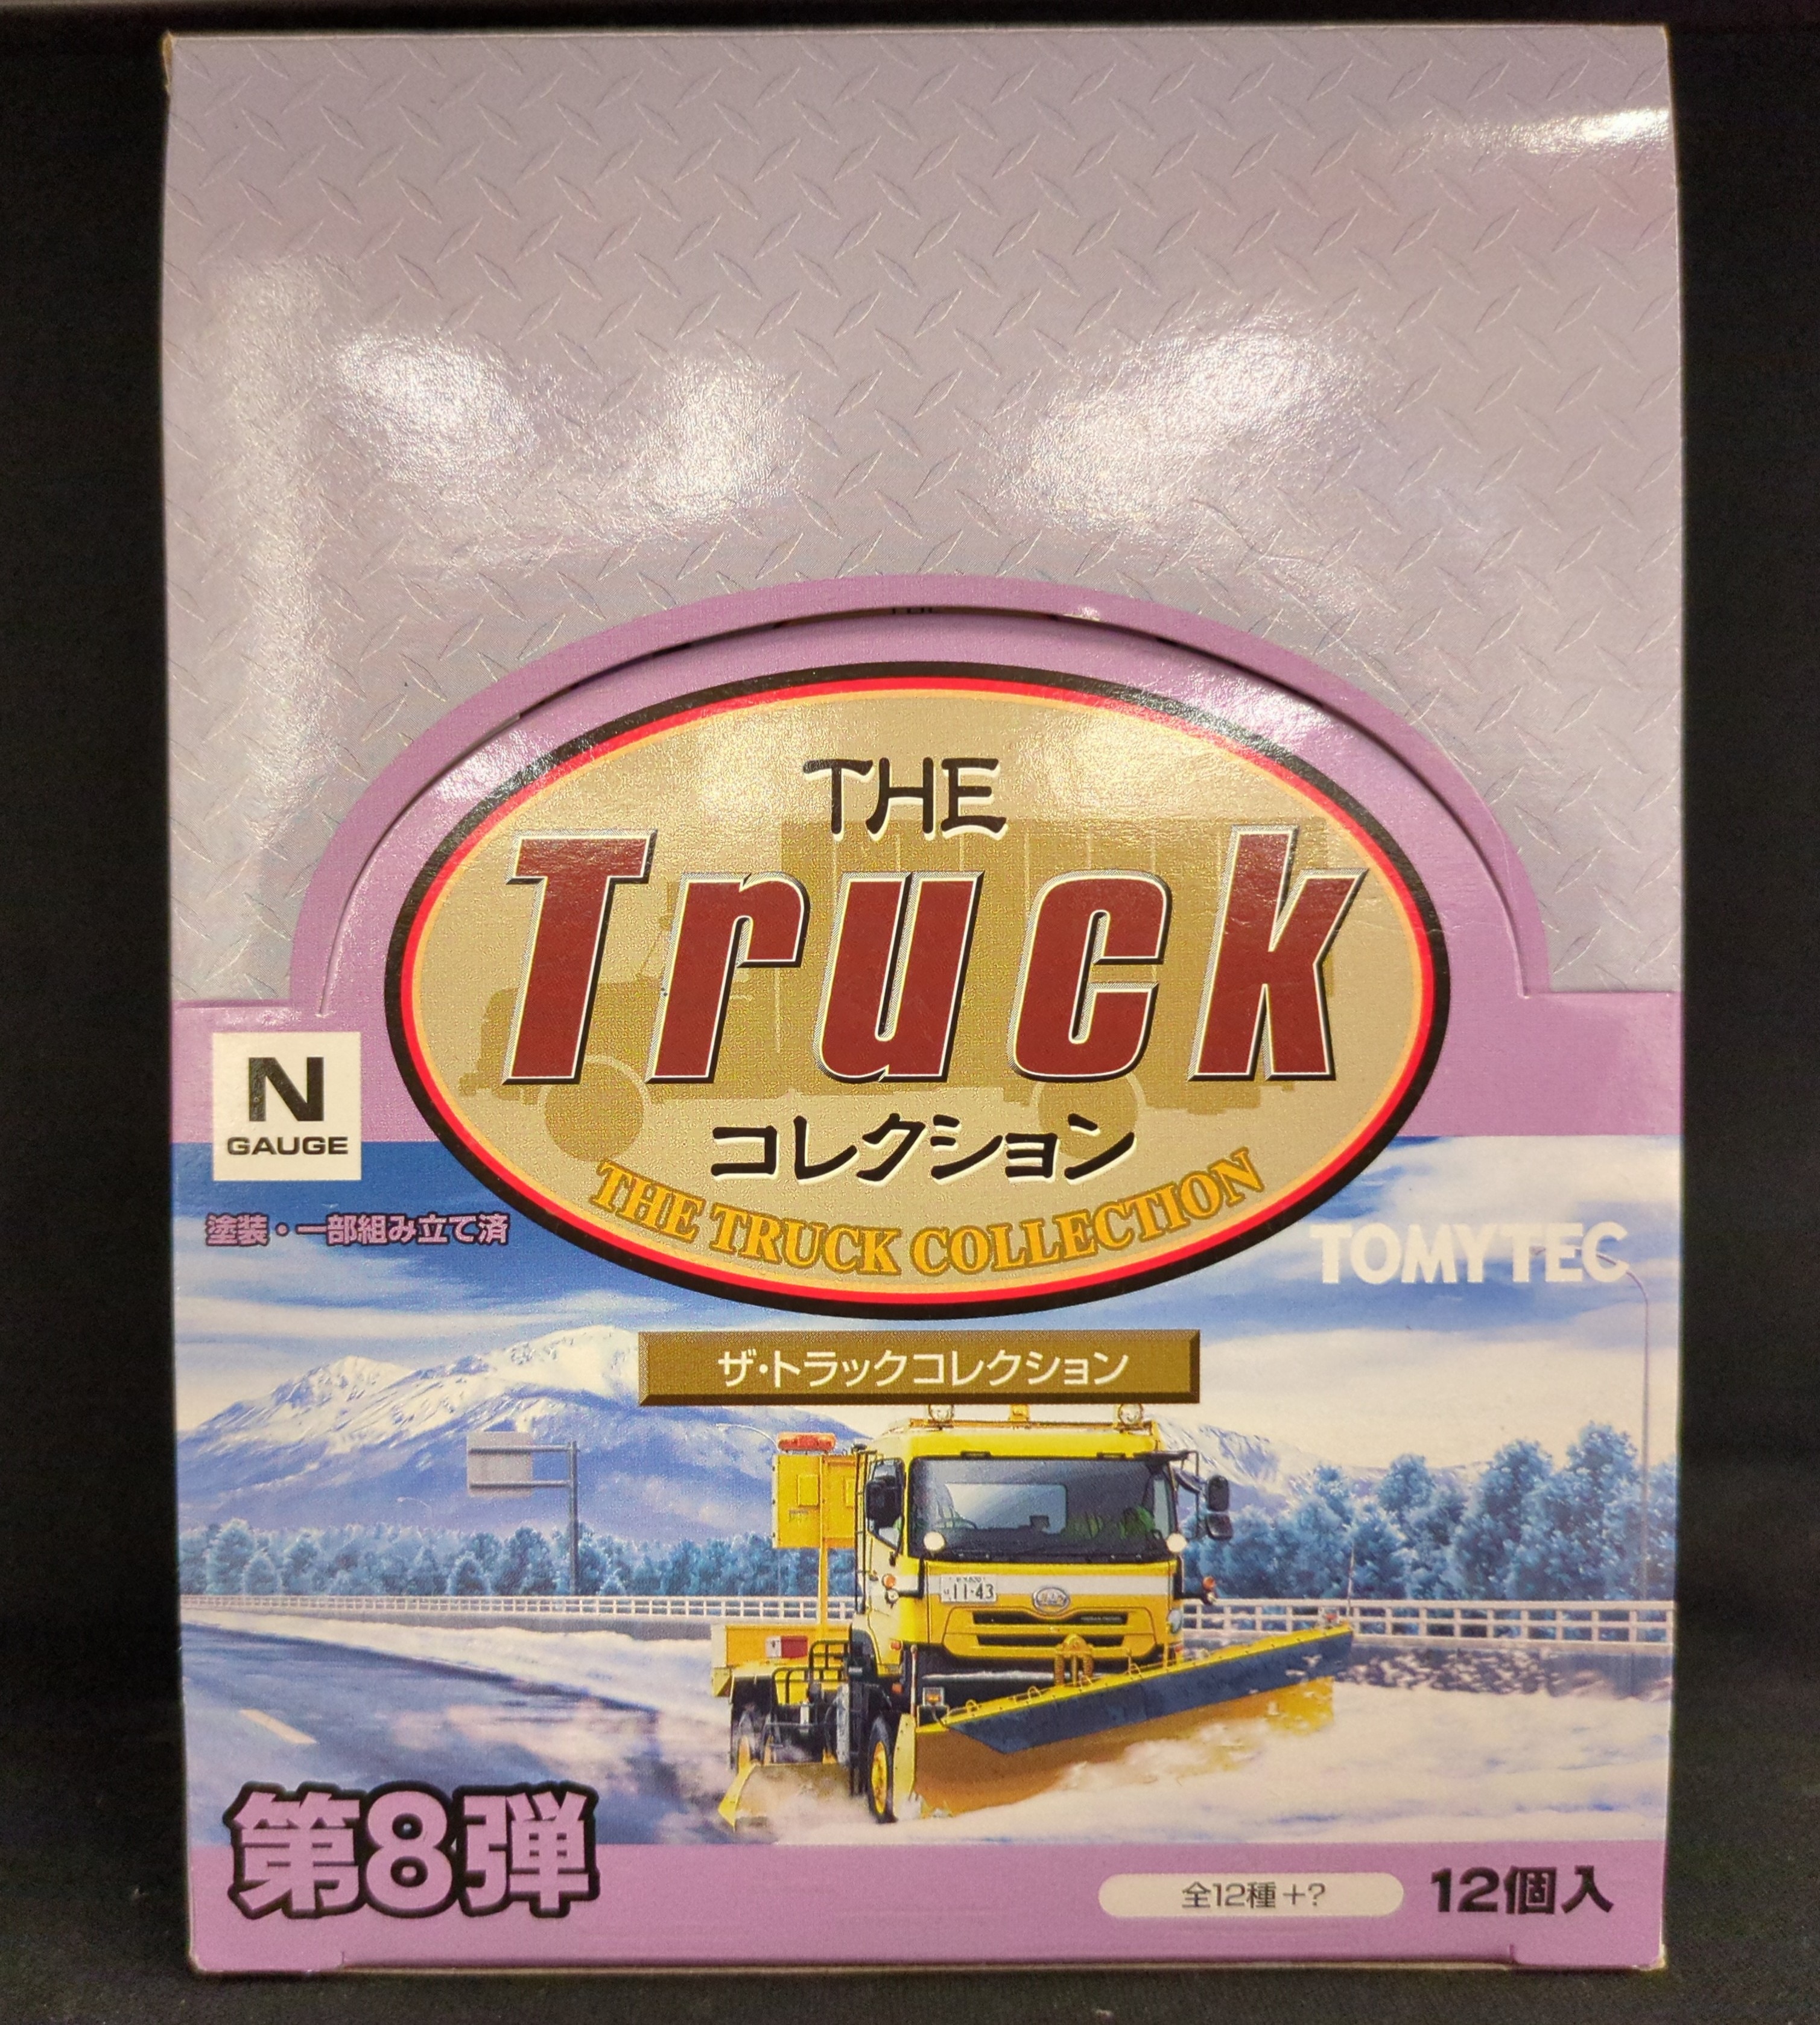 THE
Truck
コレクション
THE TRUCK COLLECTION
N
GAUGE
塗装・一部組み立て済
TOMYTEC
ザ・トラックコレクション
11-43
第8弾
全12種+?
12個入